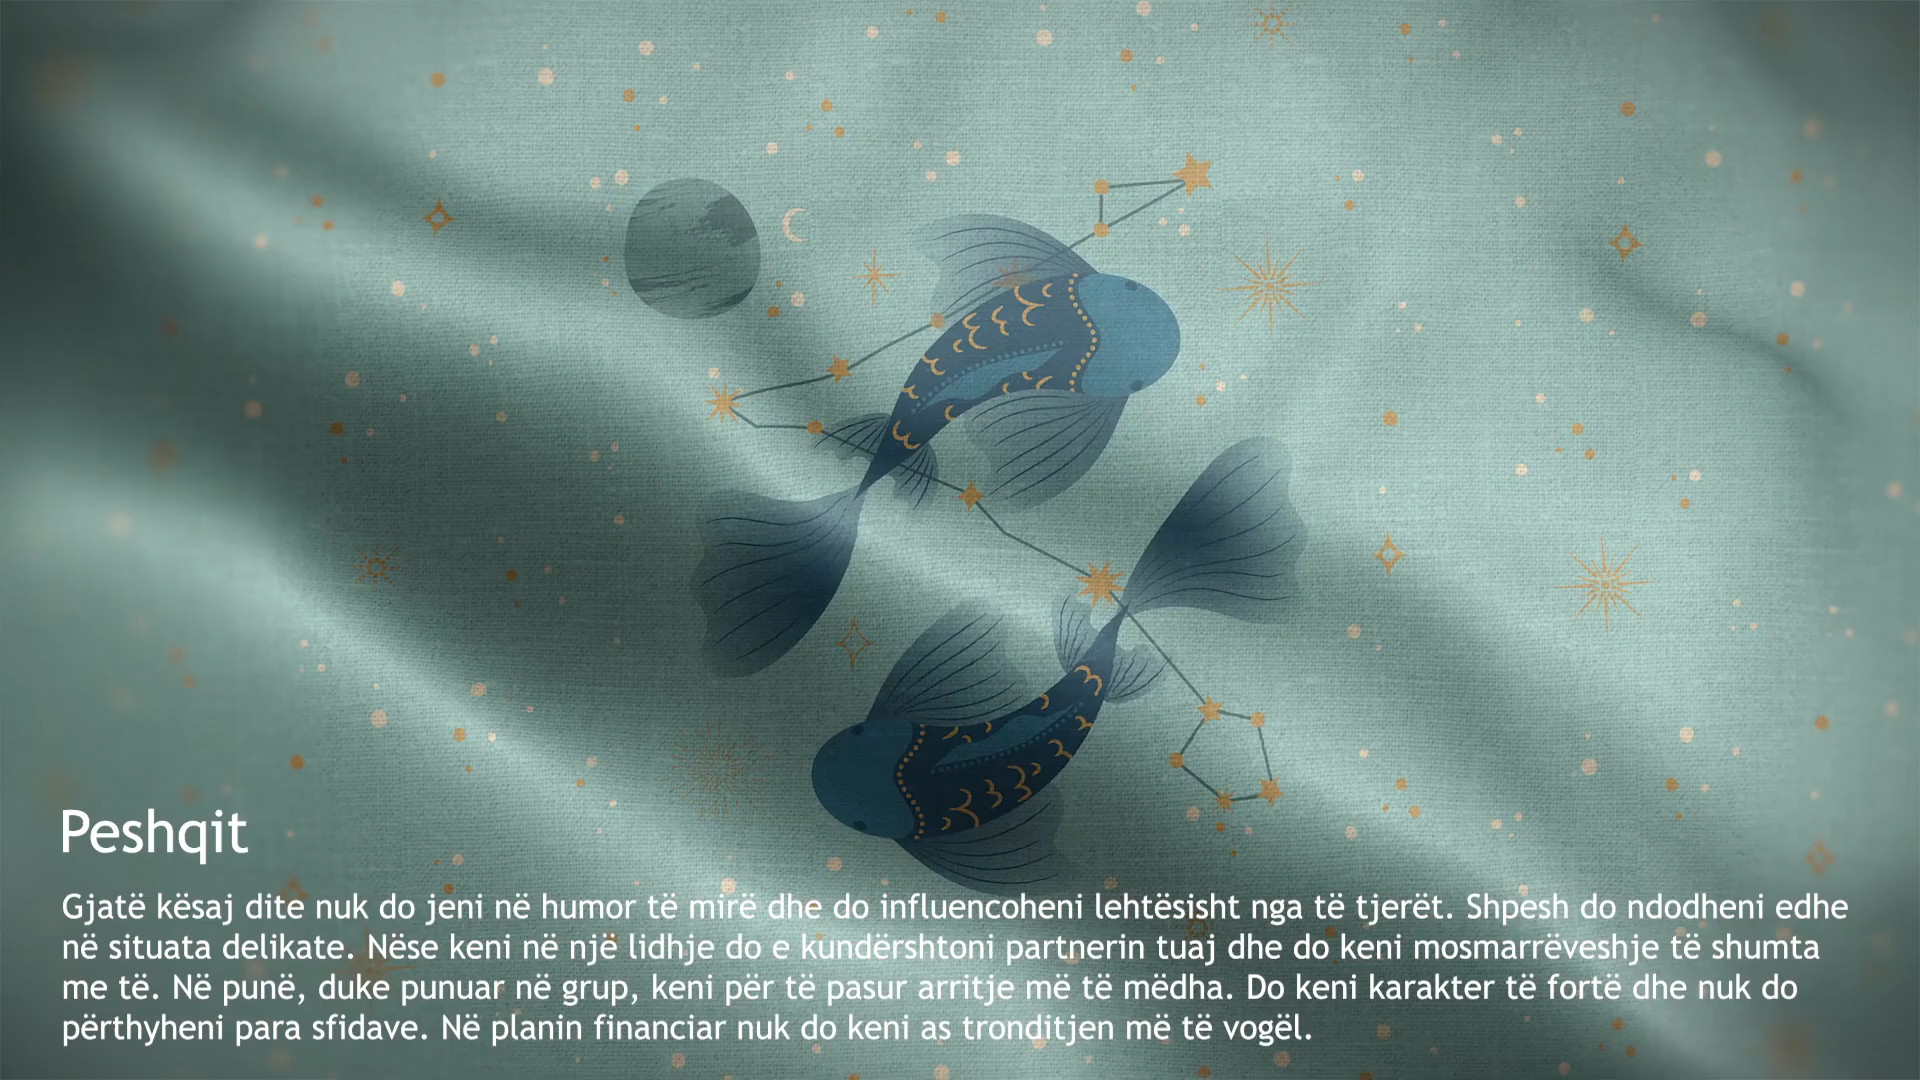 Peshqit
Gjatë kësaj dite nuk do jeni në humor të mirë dhe do influencoheni lehtësisht nga të tjerët. Shpesh do ndodheni edhe
në situata delikate. Nëse keni në një lidhje do e kundërshtoni partnerin tuaj dhe do keni mosmarrëveshje të shumta
me të. Në punë, duke punuar në grup, keni për të pasur arritje më të mëdha. Do keni karakter të fortë dhe nuk do
përthyheni para sfidave. Në planin financiar nuk do keni as tronditjen më të vogël.